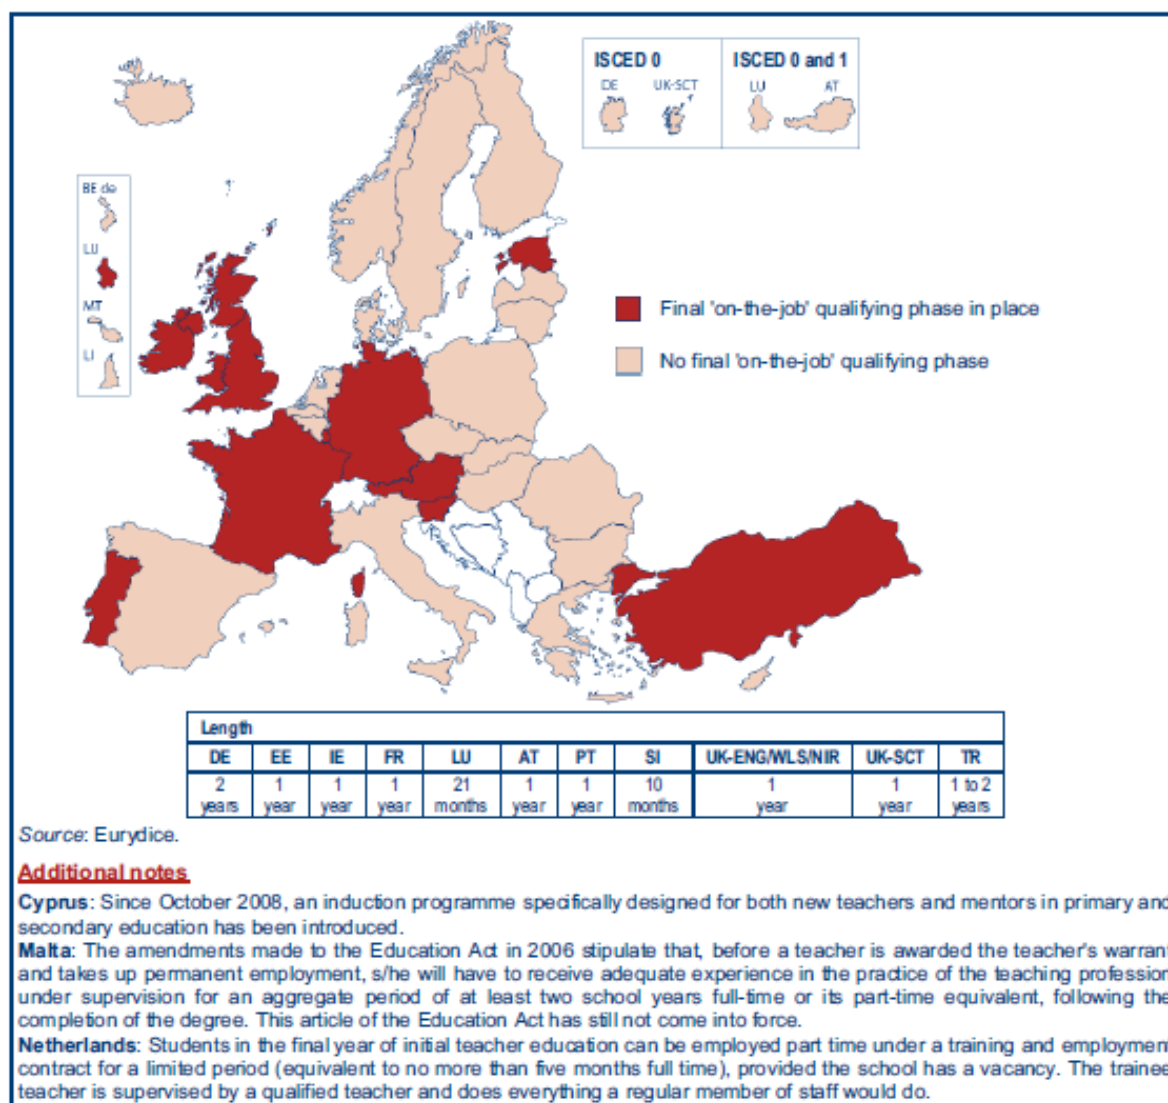 ISCED 0
ISCED 0 and 1
DE
UK-SCT
LU
AT
BE de
LU
MT
LI
Final 'on-the-job' qualifying phase in place
No final 'on-the-job' qualifying phase
Length
DE EE IE FR LU AT PT SI UK-ENG/WLS/NIR UK-SCT TR
2 1 1 1 21 1 1 10 1 1 1 to 2
years year year year months year year months year year years
Source: Eurydice.
Additional notes
Cyprus: Since October 2008, an induction programme specifically designed for both new teachers and mentors in primary and
secondary education has been introduced.
Malta: The amendments made to the Education Act in 2006 stipulate that, before a teacher is awarded the teacher's warrant
and takes up permanent employment, s/he will have to receive adequate experience in the practice of the teaching profession
under supervision for an aggregate period of at least two school years full-time or its part-time equivalent, following the
completion of the degree. This article of the Education Act has still not come into force.
Netherlands: Students in the final year of initial teacher education can be employed part time under a training and employment
contract for a limited period (equivalent to no more than five months full time), provided the school has a vacancy. The trainee
teacher is supervised by a qualified teacher and does everything a regular member of staff would do.